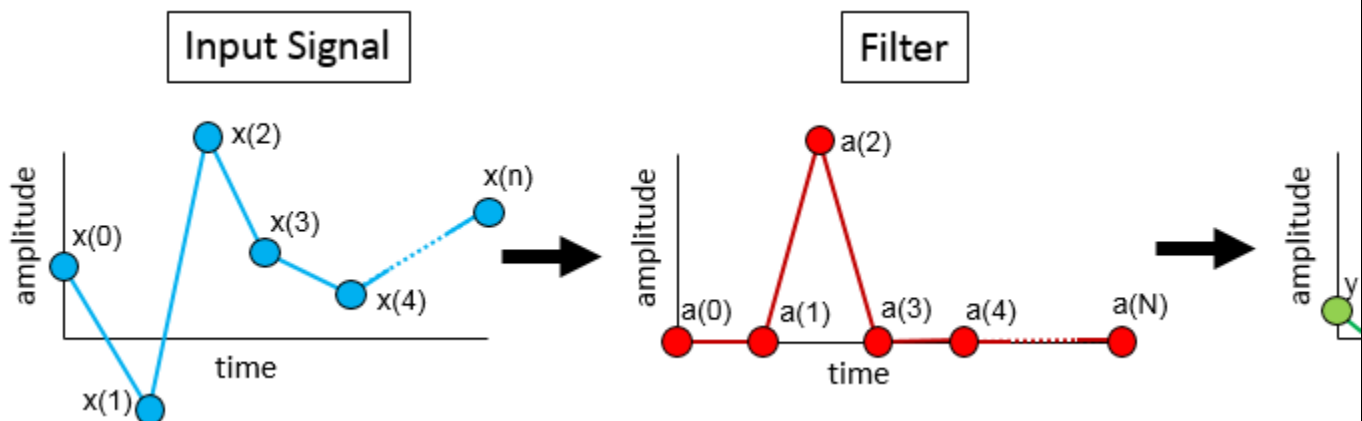 Input Signal
Filter
amplitude
x(0)
x(1)
x(2)
x(3)
x(4)
x(n)
time
amplitude
a(0)
a(1)
a(2)
a(3)
a(4)
a(N)
time
amplitude
y